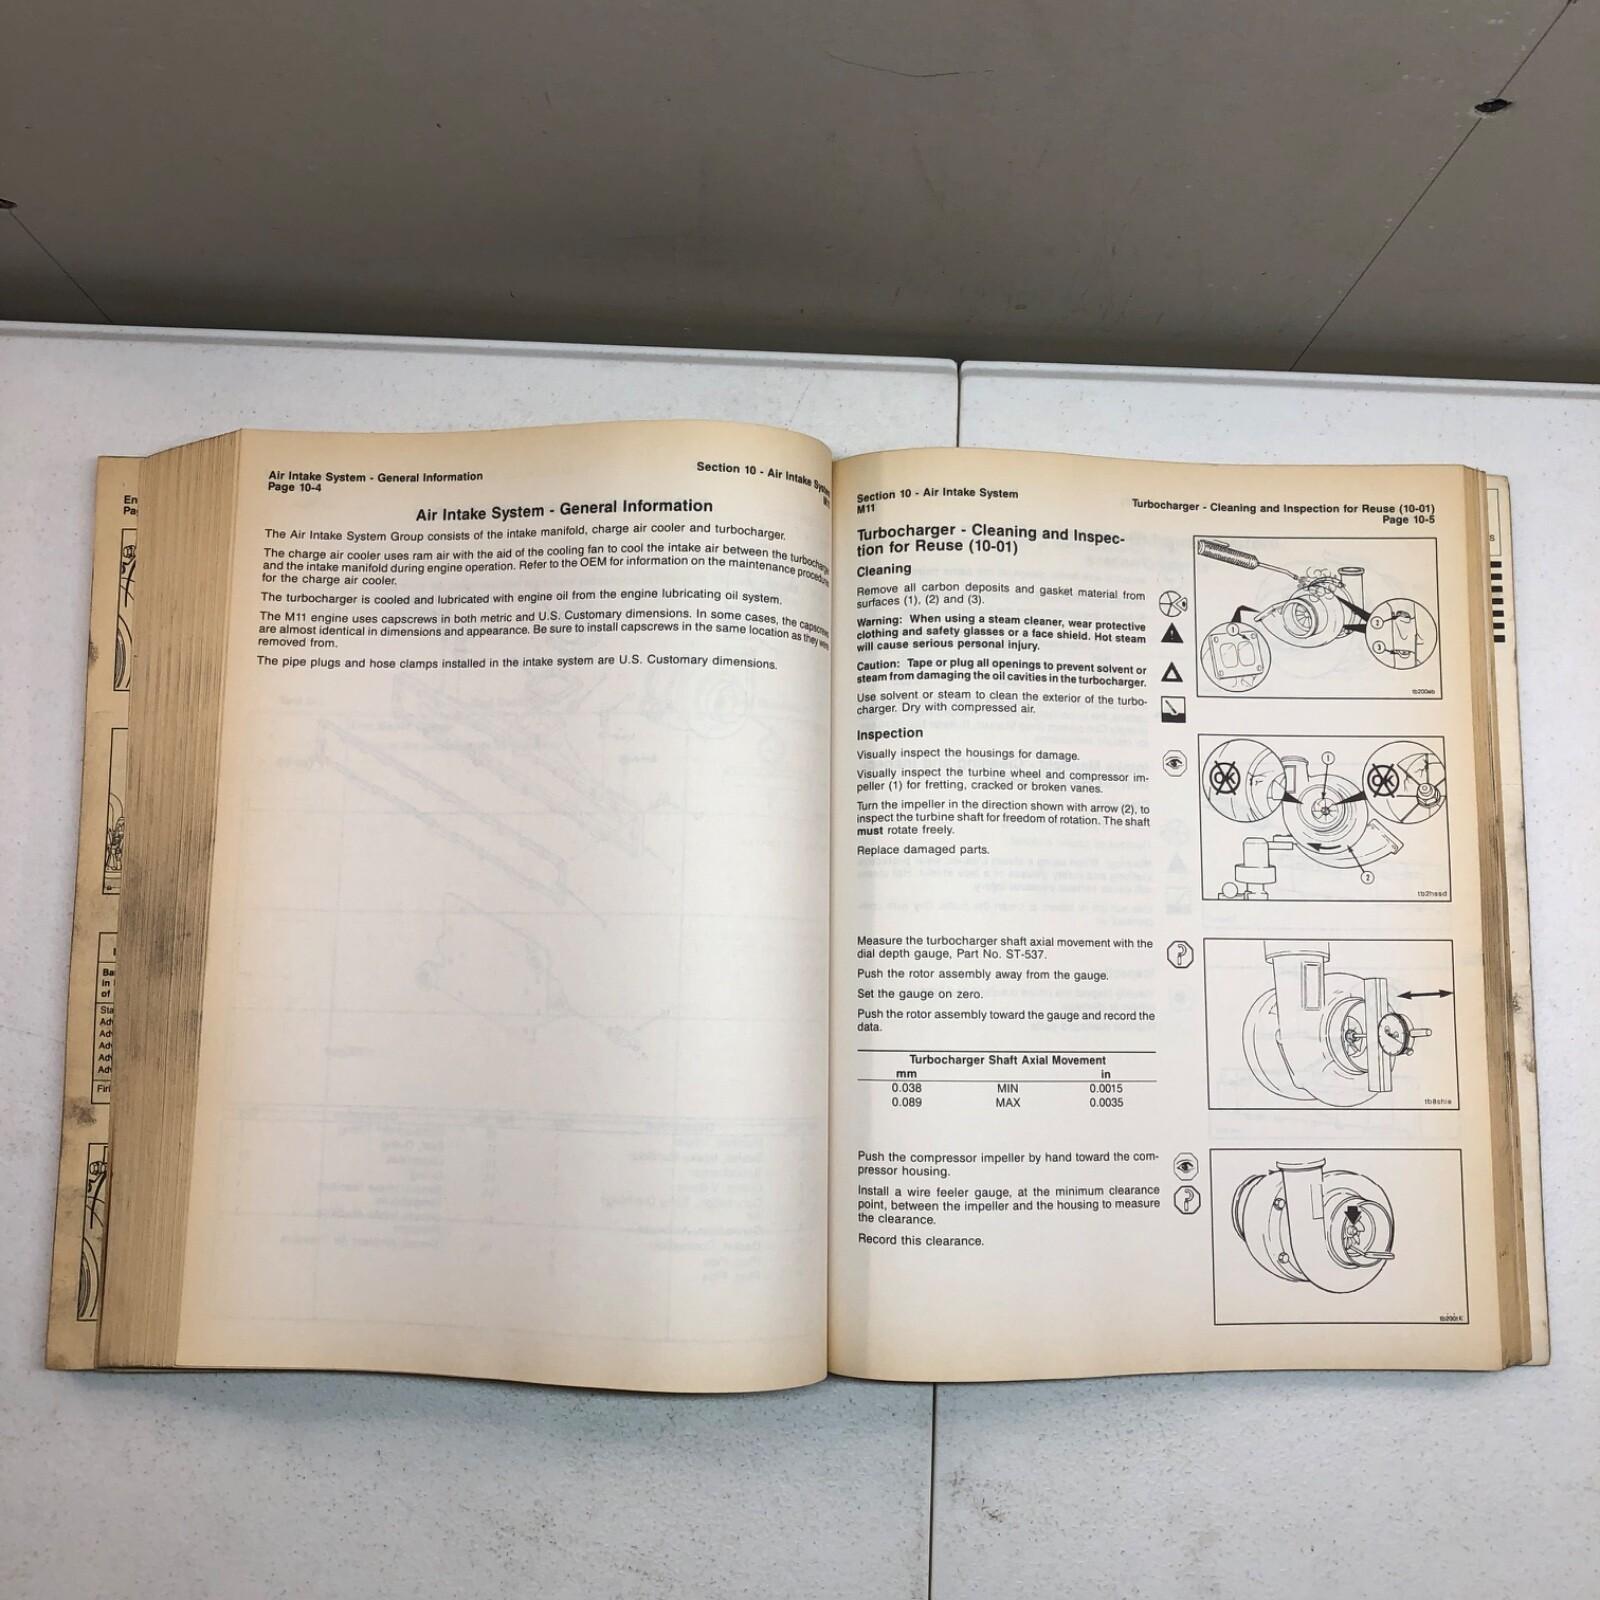 Air Intake System - General Information
Page 10-4
Section 10 - Air Intake
M11
Air Intake System - General Information
The Air Intake System Group consists of the intake manifold, charge air cooler and turbocharger.
The charge air cooler uses ram air with the aid of the cooling fan to cool the intake air between the
and the intake manifold during engine operation. Refer to the OEM for information on the maintenance
for the charge air cooler.
The turbocharger is cooled and lubricated with engine oil from the engine lubricating oil system.
The M11 engine uses capscrews in both metric and U.S. Customary dimensions. In some cases, the capscrews
are almost identical in dimensions and appearance. Be sure to install capscrews in the same location as they were
removed from.
The pipe plugs and hose clamps installed in the intake system are U.S. Customary dimensions.
Section 10 - Air Intake System
M11
Turbocharger - Cleaning and Inspection for Reuse (10-01)
Page 10-5
Turbocharger - Cleaning and Inspec-
tion for Reuse (10-01)
Cleaning
Remove all carbon deposits and gasket material from
surfaces (1), (2) and (3).
Warning: When using a steam cleaner, wear protective
clothing and safety glasses or a face shield. Hot steam
will cause serious personal injury.
Caution: Tape or plug all openings to prevent solvent or
steam from damaging the oil cavities in the turbocharger.
Use solvent or steam to clean the exterior of the turbo-
charger. Dry with compressed air.
1
2
3
tb200wb
Inspection
Visually inspect the housings for damage.
Visually inspect the turbine wheel and compressor im-
peller (1) for fretting, cracked or broken vanes.
Turn the impeller in the direction shown with arrow (2), to
inspect the turbine shaft for freedom of rotation. The shaft
must rotate freely.
Replace damaged parts.
OK
1
OK
2
tb2hssd
Measure the turbocharger shaft axial movement with the
dial depth gauge, Part No. ST-537.
Push the rotor assembly away from the gauge.
Set the gauge on zero.
Push the rotor assembly toward the gauge and record the
data.
Turbocharger Shaft Axial Movement
mm in
0.038 MIN 0.0015
0.089 MAX 0.0035
tb8shia
Push the compressor impeller by hand toward the com-
pressor housing.
Install a wire feeler gauge, at the minimum clearance
point, between the impeller and the housing to measure
the clearance.
Record this clearance.